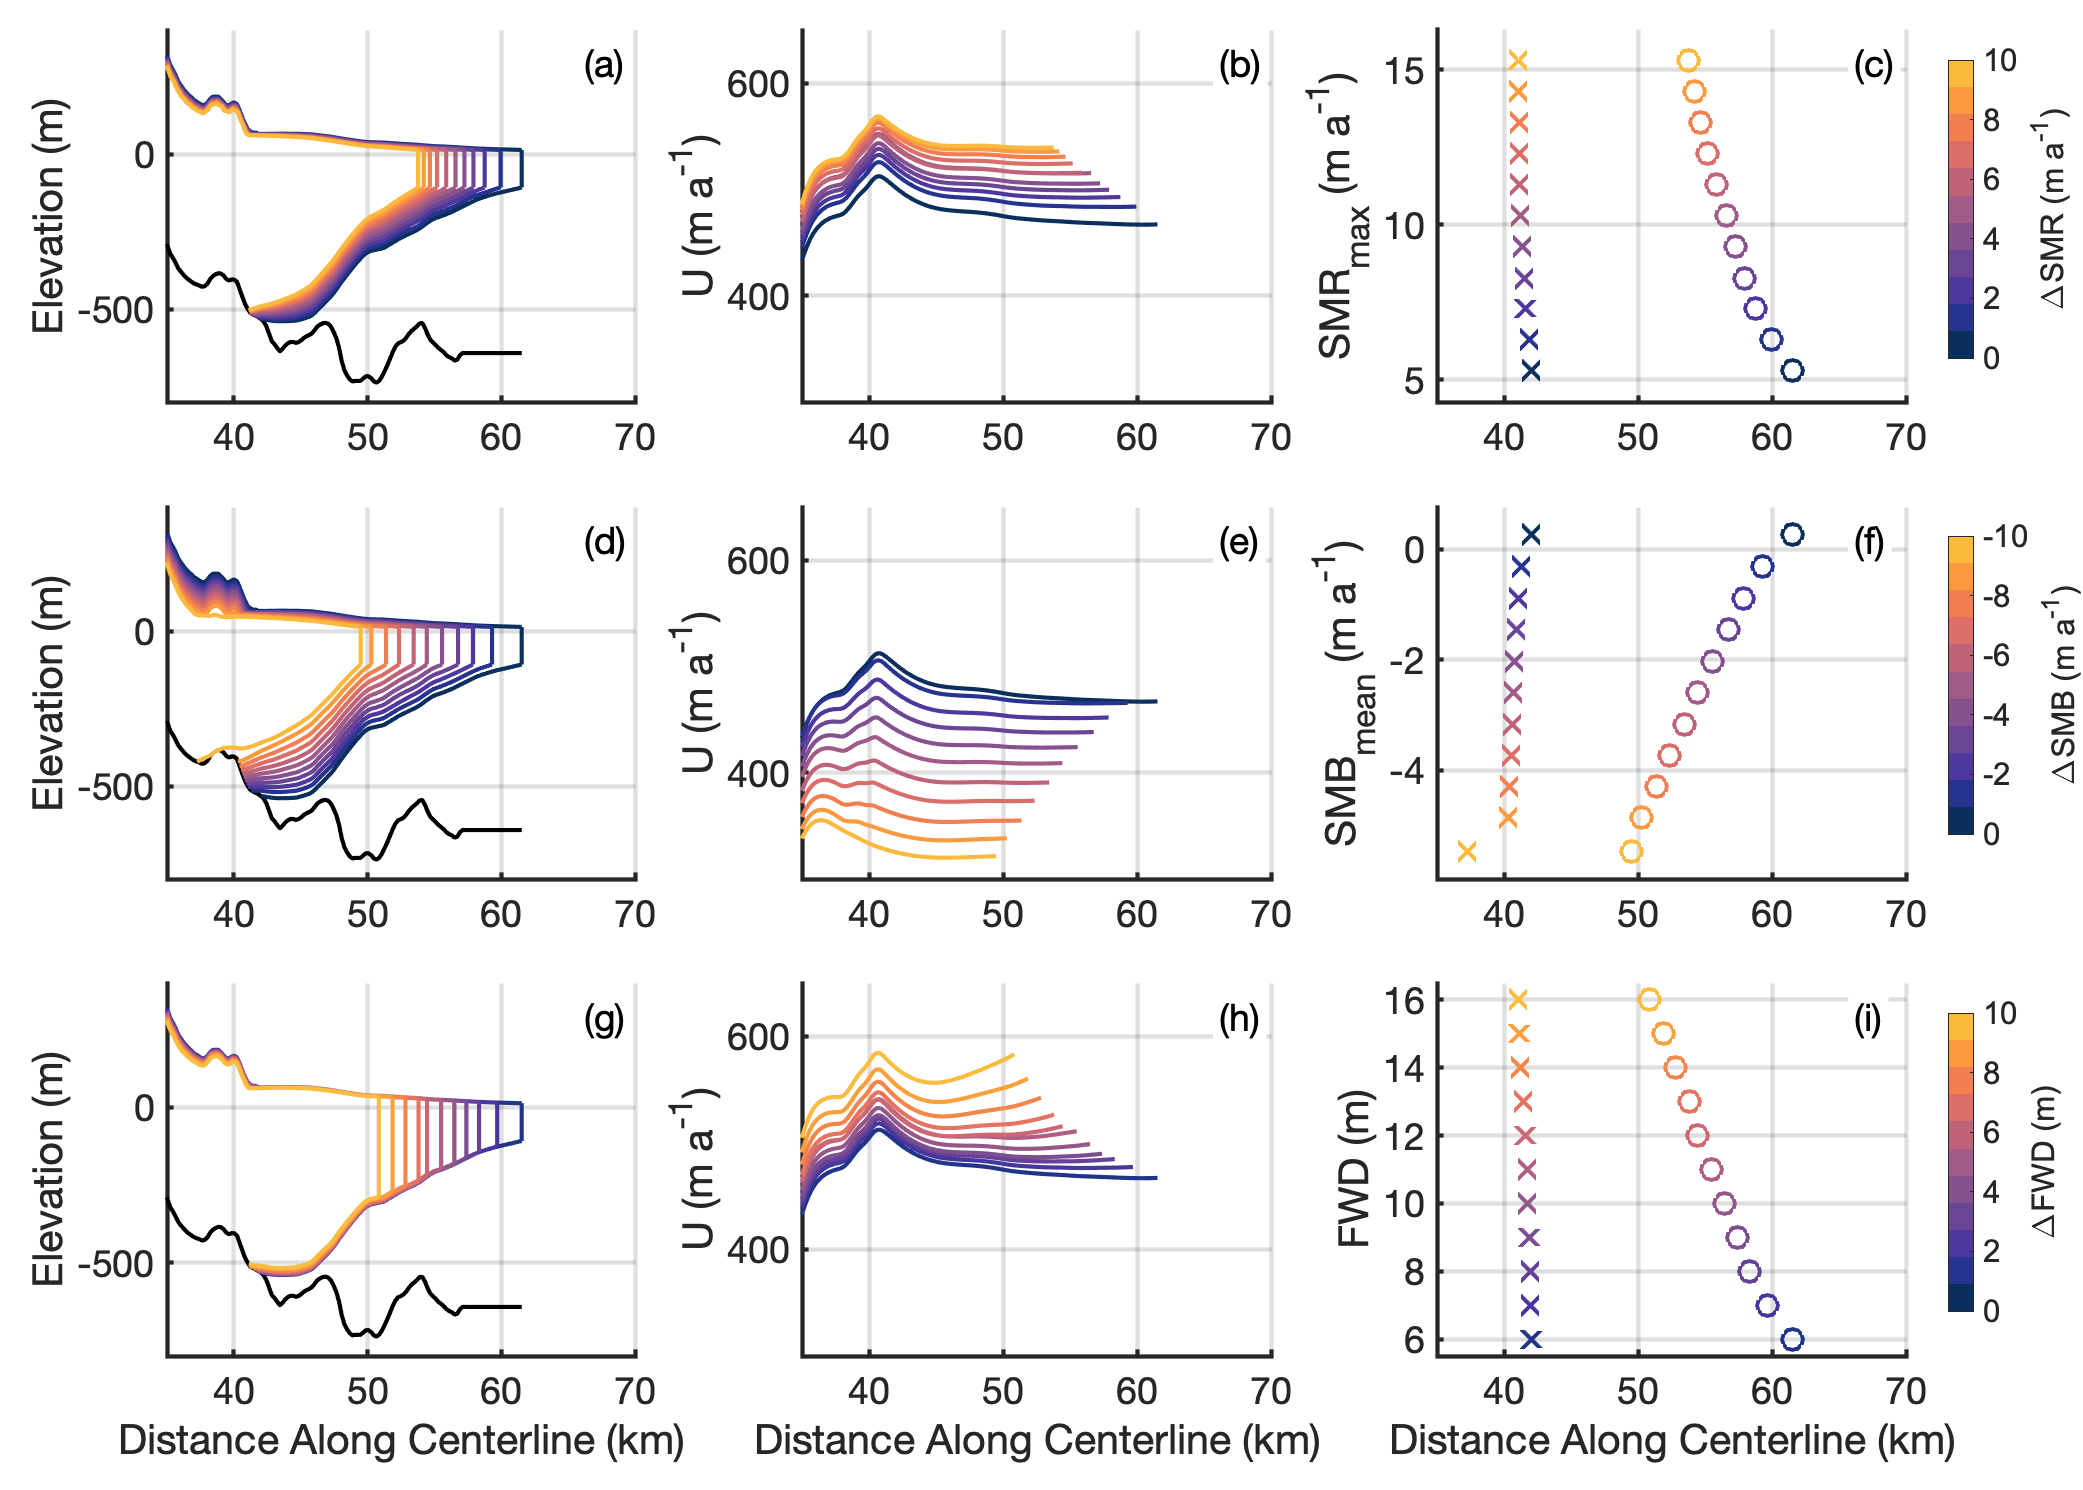 (a)
Elevation (m)
0
-500
40 50 60 70
(b)
U (m a⁻¹)
600
400
40 50 60 70
(c)
SMRmax (m a⁻¹)
15
10
5
40 50 60 70
10
8
6
4
2
0
△SMR (m a⁻¹)
(d)
Elevation (m)
0
-500
40 50 60 70
(e)
U (m a⁻¹)
600
400
40 50 60 70
(f)
SMBmean (m a⁻¹)
0
-2
-4
40 50 60 70
-10
-8
-6
-4
-2
0
△SMB (m a⁻¹)
(g)
Elevation (m)
0
-500
40 50 60 70
Distance Along Centerline (km)
(h)
U (m a⁻¹)
600
400
40 50 60 70
Distance Along Centerline (km)
(i)
FWD (m)
16
14
12
10
8
6
40 50 60 70
Distance Along Centerline (km)
10
8
6
4
2
0
△FWD (m)